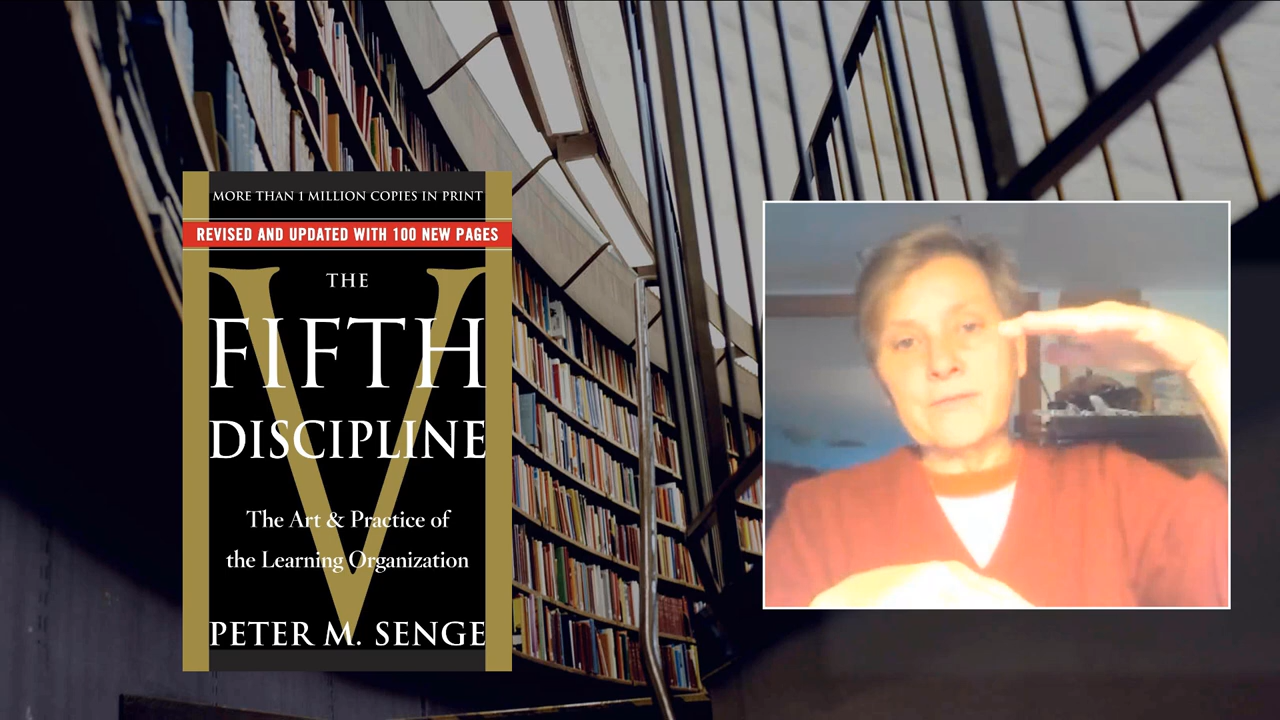 MORE THAN 1 MILLION COPIES IN PRINT
REVISED AND UPDATED WITH 100 NEW PAGES
THE
FIFTH
DISCIPLINE
The Art & Practice of
the Learning Organization
PETER M. SENGE